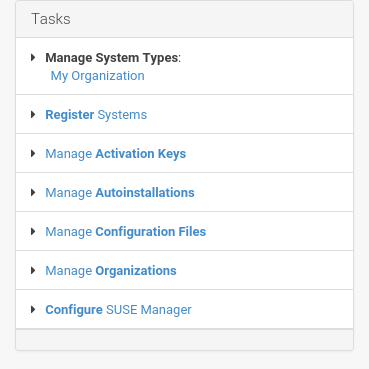 Tasks
Manage System Types:
My Organization
Register Systems
Manage Activation Keys
Manage Autoinstallations
Manage Configuration Files
Manage Organizations
Configure SUSE Manager